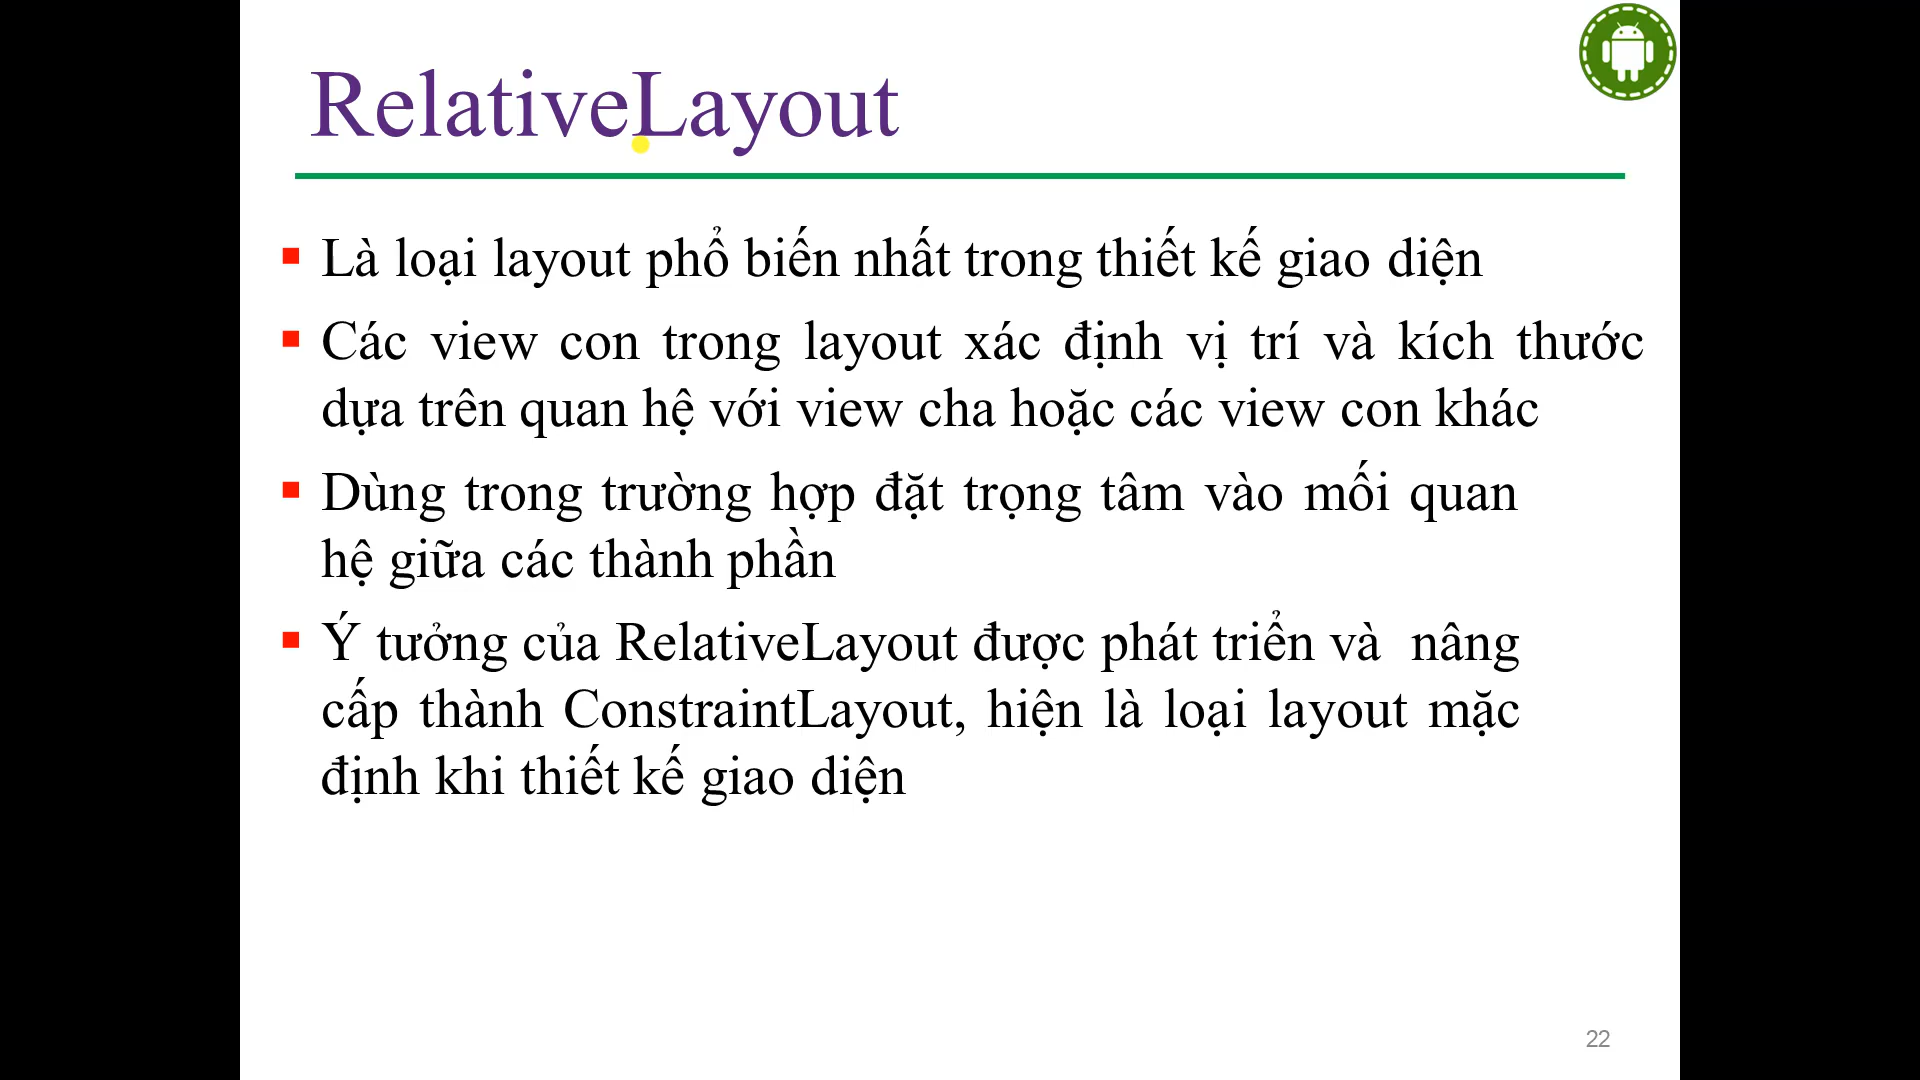 RelativeLayout
Là loại layout phổ biến nhất trong thiết kế giao diện
Các view con trong layout xác định vị trí và kích thước
dựa trên quan hệ với view cha hoặc các view con khác
Dùng trong trường hợp đặt trọng tâm vào mối quan
hệ giữa các thành phần
Ý tưởng của RelativeLayout được phát triển và  nâng
cấp thành ConstraintLayout, hiện là loại layout mặc
định khi thiết kế giao diện
22